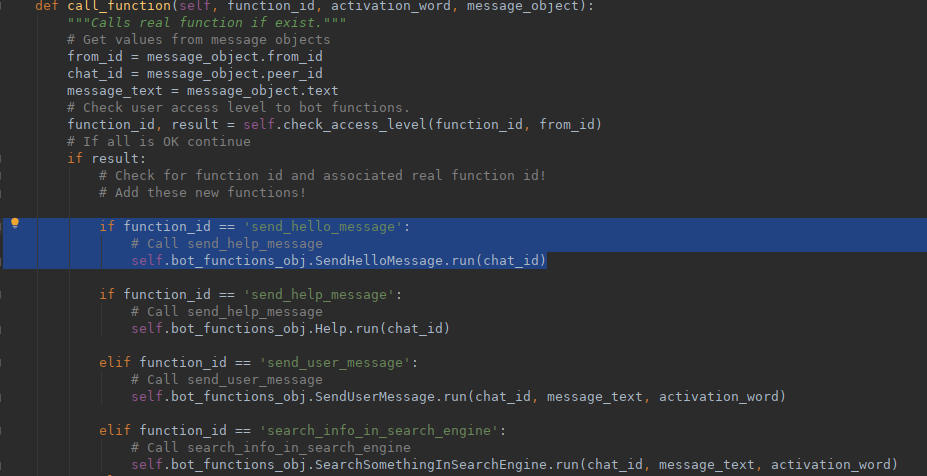 def call_function(self, function_id, activation_word, message_object):
"""Calls real function if exist."""
# Get values from message objects
from_id = message_object.from_id
chat_id = message_object.peer_id
message_text = message_object.text
# Check user access level to bot functions.
function_id, result = self.check_access_level(function_id, from_id)
# If all is OK continue
if result:
# Check for function id and associated real function id!
# Add these new functions!
if function_id == 'send_hello_message':
# Call send_help_message
self.bot_functions_obj.SendHelloMessage.run(chat_id)
if function_id == 'send_help_message':
# Call send_help_message
self.bot_functions_obj.Help.run(chat_id)
elif function_id == 'send_user_message':
# Call send_user_message
self.bot_functions_obj.SendUserMessage.run(chat_id, message_text, activation_word)
elif function_id == 'search_info_in_search_engine':
# Call search_info_in_search_engine
self.bot_functions_obj.SearchSomethingInSearchEngine.run(chat_id, message_text, activation_word)